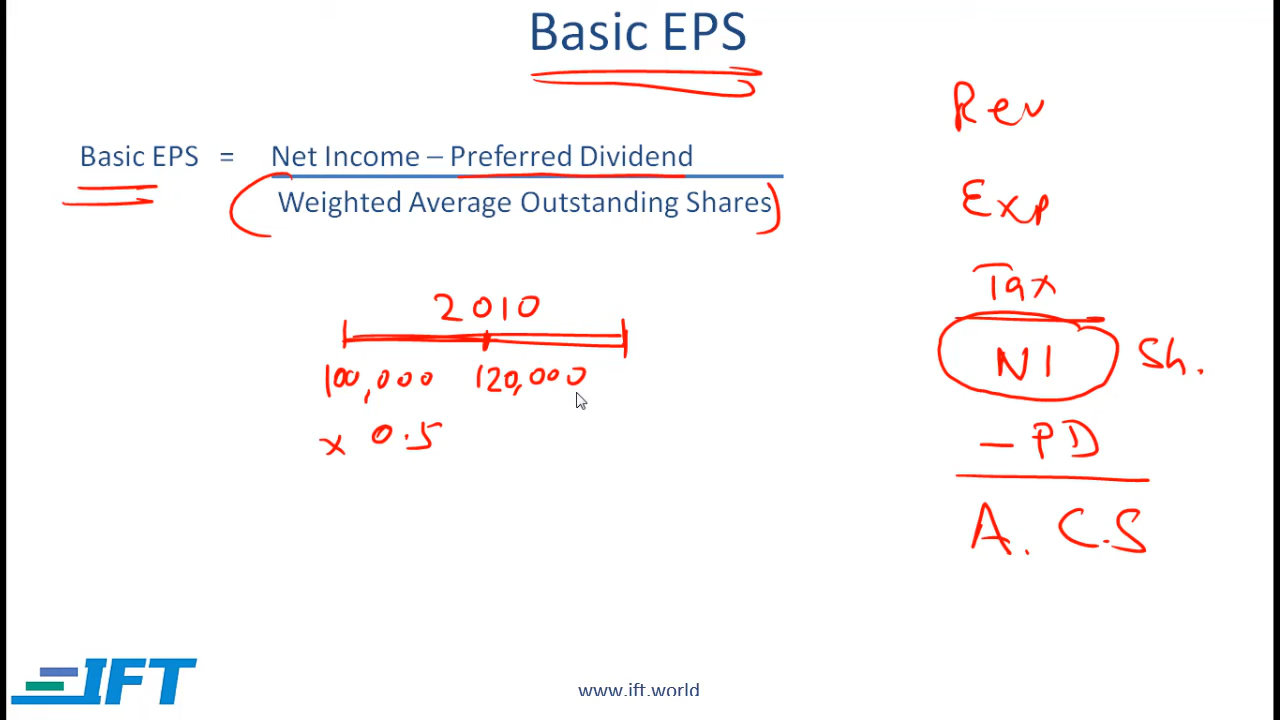 Basic EPS
Basic EPS = Net Income – Preferred Dividend
Weighted Average Outstanding Shares
2010
100,000 120,000
x 0.5
Rev
Exp
Tax
NI Sh.
– PD
A. C.S
IFT
www.ift.world